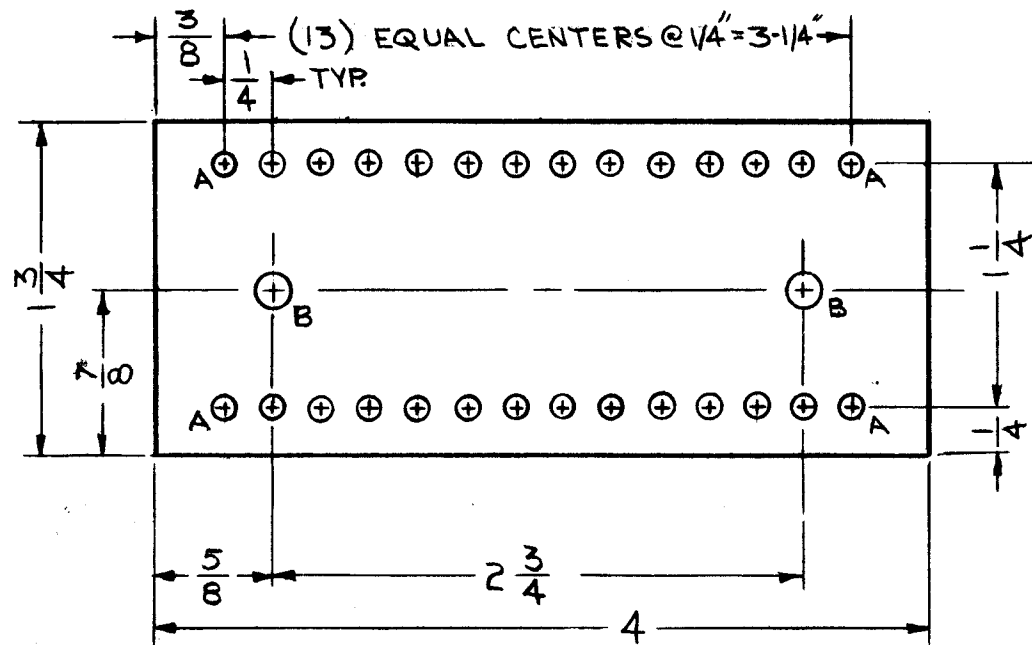 3/8 (13) EQUAL CENTERS @ 1/4" = 3-1/4"
1/4 TYP.
A A
1 3/4
1 1/4
B B
7/8
A A
1/4
5/8 2 3/4
4